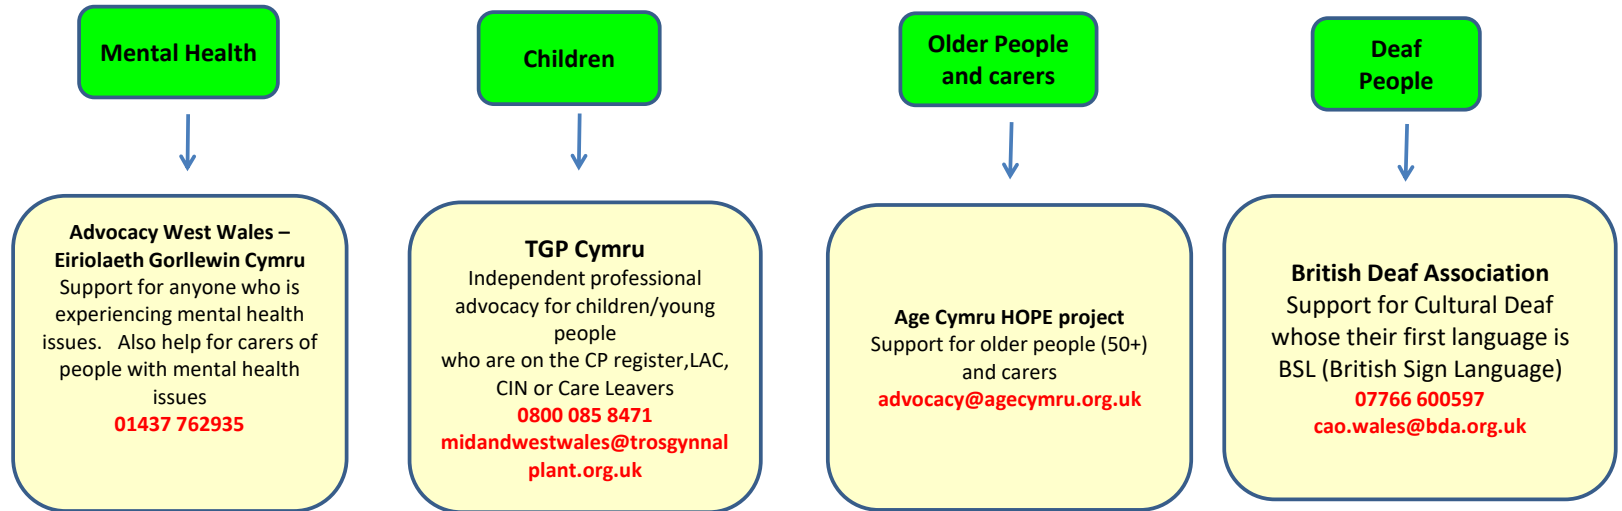 Mental Health
Children
Older People
and carers
Deaf
People
Advocacy West Wales –
Eiriolaeth Gorllewin Cymru
Support for anyone who is
experiencing mental health
issues.   Also help for carers of
people with mental health
issues
01437 762935
TGP Cymru
Independent professional
advocacy for children/young
people
who are on the CP register,LAC,
CIN or Care Leavers
0800 085 8471
midandwestwales@trosgynnal
plant.org.uk
Age Cymru HOPE project
Support for older people (50+)
and carers
advocacy@agecymru.org.uk
British Deaf Association
Support for Cultural Deaf
whose their first language is
BSL (British Sign Language)
07766 600597
cao.wales@bda.org.uk